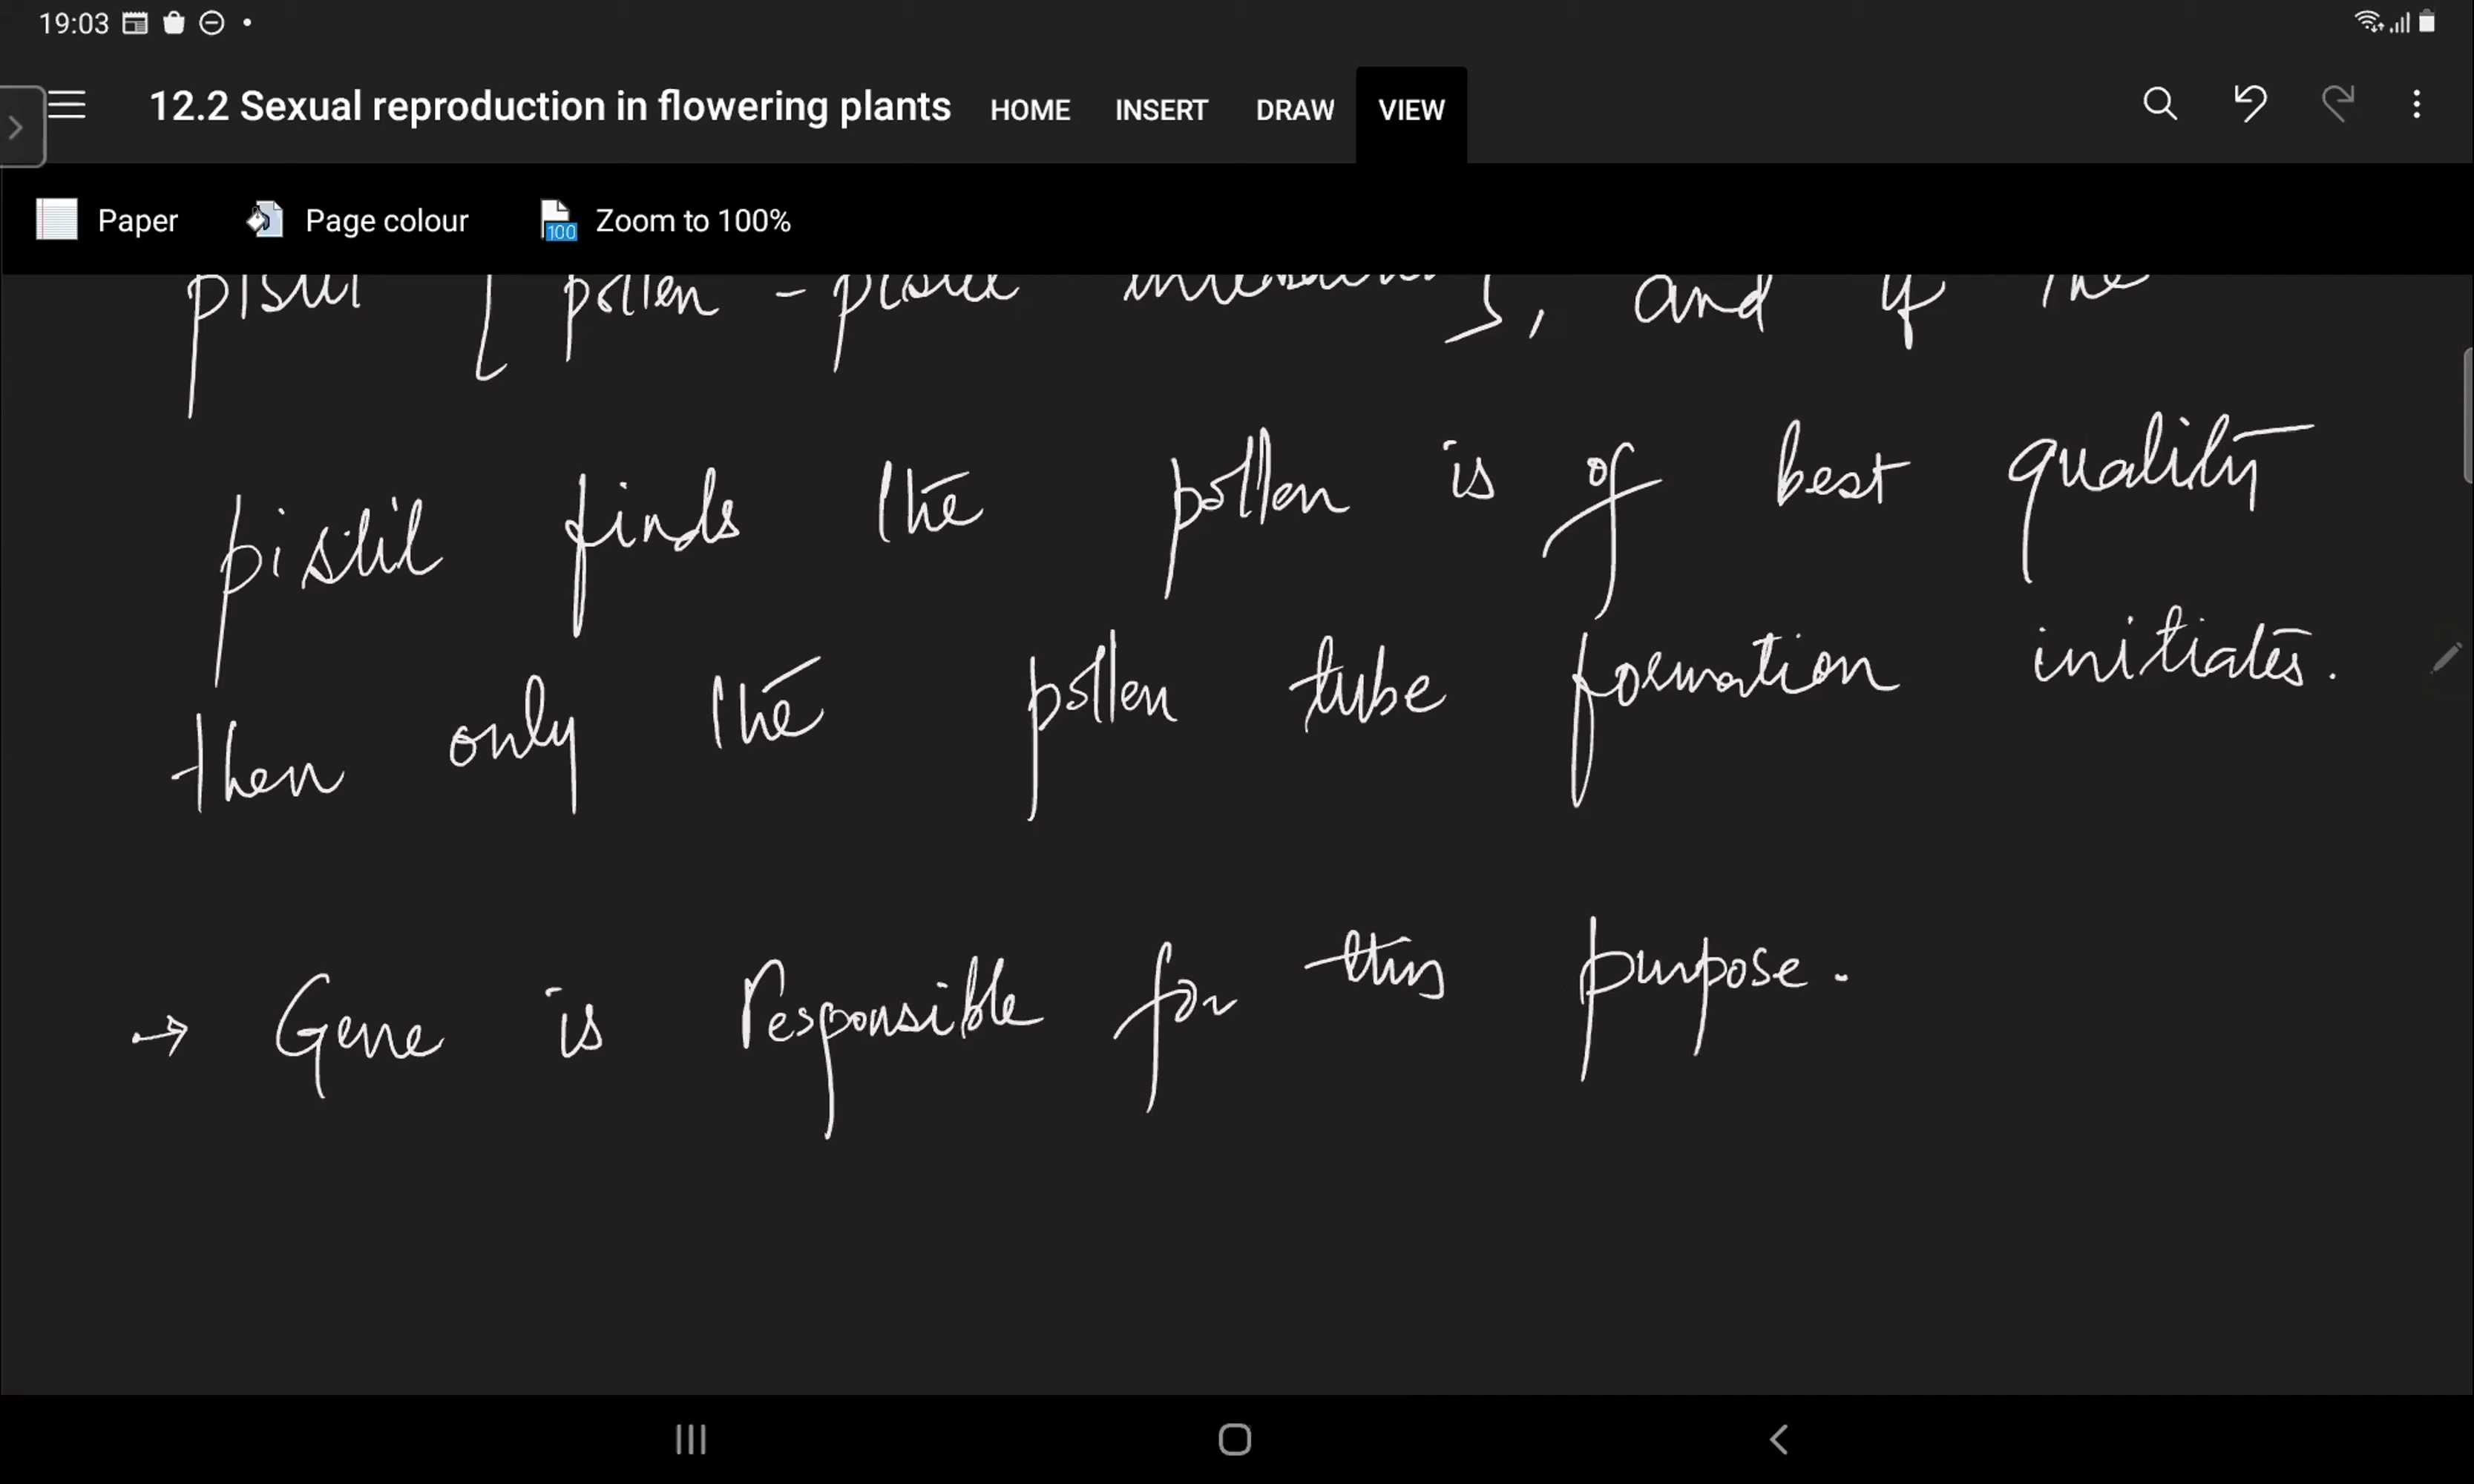 19:03
12.2 Sexual reproduction in flowering plants HOME INSERT DRAW VIEW
Paper Page colour 100 Zoom to 100%
pistil [ pollen - pistil ], and if the
pistil finds the pollen is of best quality
then only the pollen tube formation initiates.
→ Gene is responsible for this purpose.